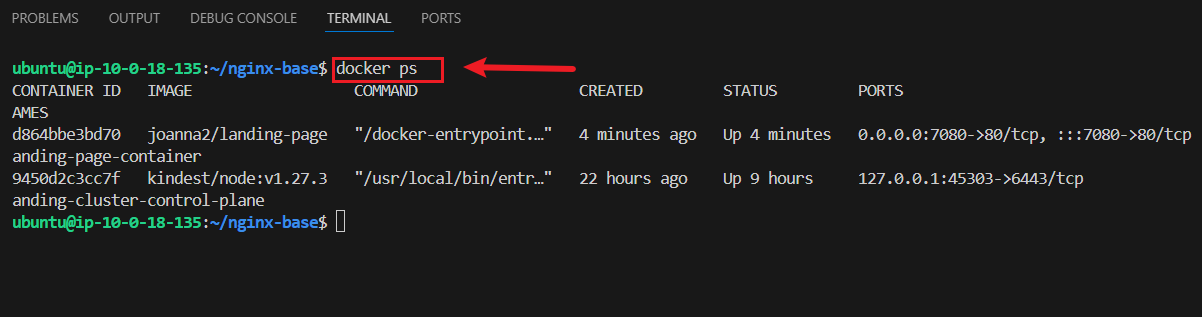 PROBLEMS OUTPUT DEBUG CONSOLE TERMINAL PORTS
ubuntu@ip-10-0-18-135:~/nginx-base$ docker ps
CONTAINER ID   IMAGE                  COMMAND                  CREATED         STATUS         PORTS
AMES
d864bbe3bd70   joanna2/landing-page   "/docker-entrypoint.…"   4 minutes ago   Up 4 minutes   0.0.0.0:7080->80/tcp, :::7080->80/tcp
anding-page-container
9450d2c3cc7f   kindest/node:v1.27.3   "/usr/local/bin/entr…"   22 hours ago    Up 9 hours     127.0.0.1:45303->6443/tcp
anding-cluster-control-plane
ubuntu@ip-10-0-18-135:~/nginx-base$